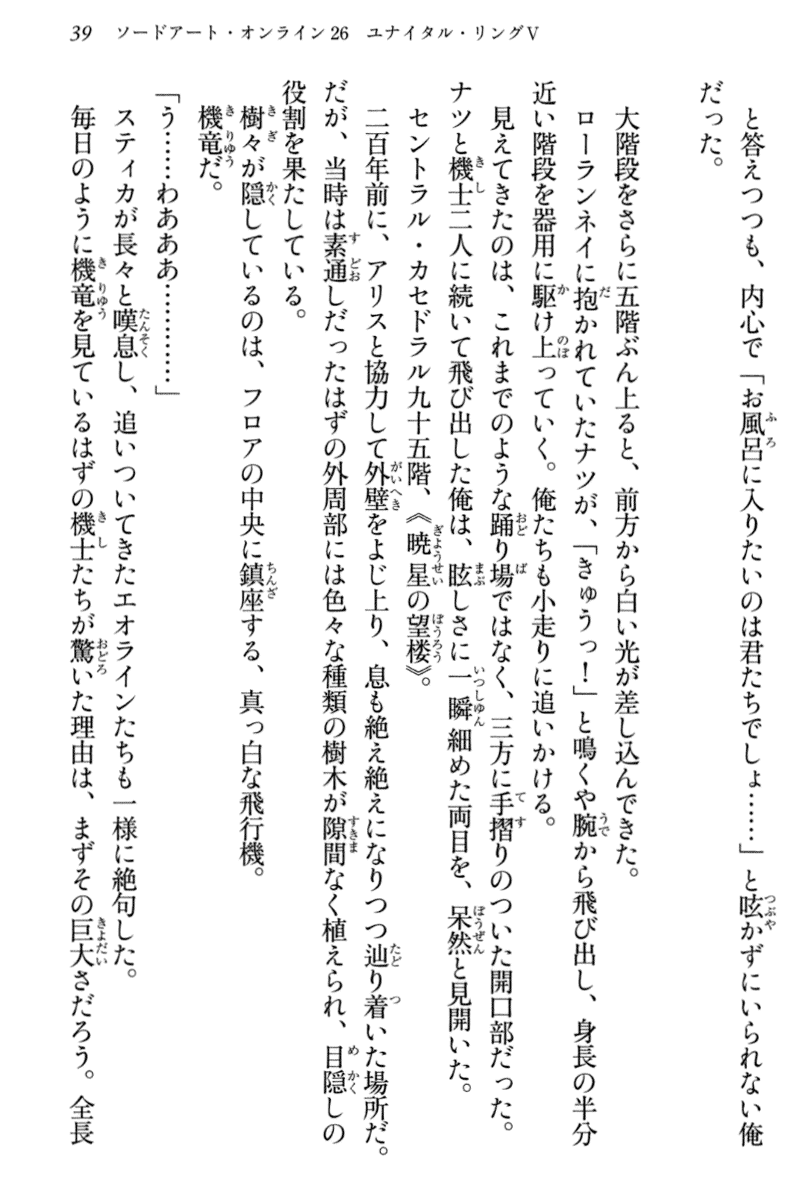 39 ソードアート・オンライン26 ユナイタル・リングⅤ
と答えつつも、内心で「お風呂に入りたいのは君たちでしょ……」と呟かずにいられない俺
だった。
大階段をさらに五階ぶん上ると、前方から白い光が差し込んできた。
ローランネイに抱かれていたナツが、「きゅうっ！」と鳴くや腕から飛び出し、身長の半分
近い階段を器用に駆け上っていく。俺たちも小走りに追いかける。
見えてきたのは、これまでのような踊り場ではなく、三方に手摺りのついた開口部だった。
ナツと機士二人に続いて飛び出した俺は、眩しさに一瞬細めた両目を、呆然と見開いた。
セントラル・カセドラル九十五階、《暁星の望楼》。
二百年前に、アリスと協力して外壁をよじ上り、息も絶え絶えになりつつ辿り着いた場所だ。
だが、当時は素通しだったはずの外周部には色々な種類の樹木が隙間なく植えられ、目隠しの
役割を果たしている。
樹々が隠しているのは、フロアの中央に鎮座する、真っ白な飛行機。
機竜だ。
「う……わあああ…………」
スティカが長々と嘆息し、追いついてきたエオラインたちも一様に絶句した。
毎日のように機竜を見ているはずの機士たちが驚いた理由は、まずその巨大さだろう。全長